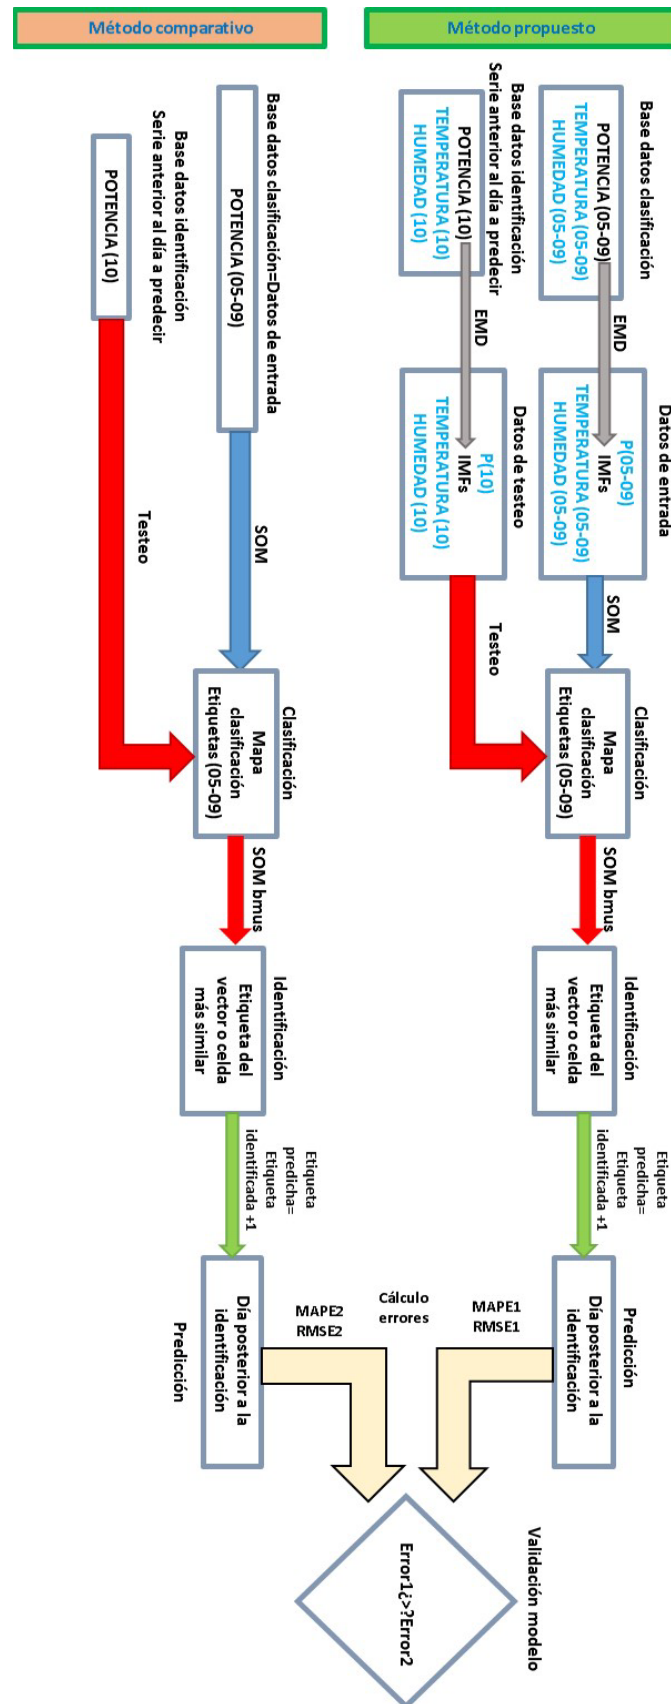 Método comparativo
Método propuesto
Base datos clasificación
POTENCIA (05-09)
TEMPERATURA (05-09)
HUMEDAD (05-09)
EMD
Datos de entrada
P(05-09)
IMFs
TEMPERATURA (05-09)
HUMEDAD (05-09)
SOM
Clasificación
Mapa
clasificación
Etiquetas (05-09)
SOM bmus
Identificación
Etiqueta del
vector o celda
más similar
Etiqueta
predicha=
Etiqueta
identificada +1
Predicción
Día posterior a la
identificación
Base datos identificación
Serie anterior al día a predecir
POTENCIA (10)
TEMPERATURA (10)
HUMEDAD (10)
EMD
Datos de testeo
P(10)
IMFs
TEMPERATURA (10)
HUMEDAD (10)
Testeo
MAPE1
RMSE1
Cálculo
errores
MAPE2
RMSE2
Validación modelo
Error1¿>?Error2
Base datos clasificación=Datos de entrada
POTENCIA (05-09)
SOM
Clasificación
Mapa
clasificación
Etiquetas (05-09)
SOM bmus
Identificación
Etiqueta del
vector o celda
más similar
Etiqueta
predicha=
Etiqueta
identificada +1
Día posterior a la
identificación
Predicción
Base datos identificación
Serie anterior al día a predecir
POTENCIA (10)
Testeo